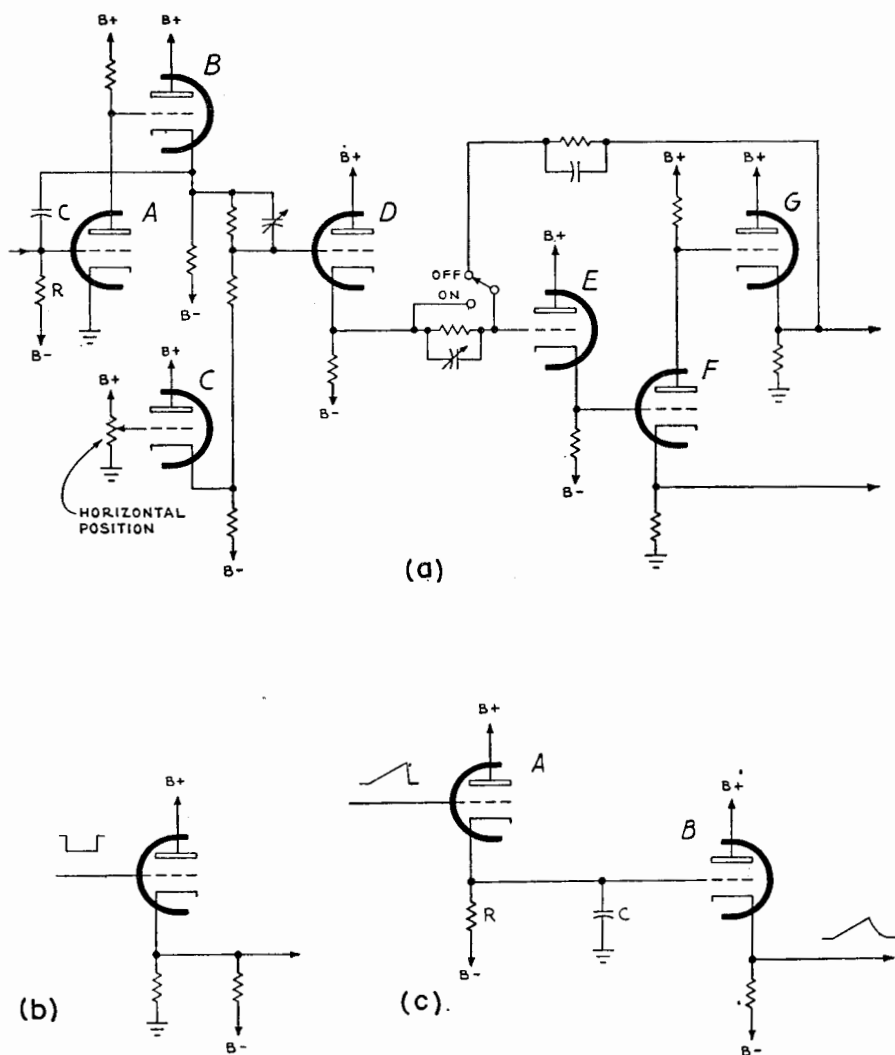 B+
B+
B
C
A
R
B-
B+
D
B-
B+
C
B+
HORIZONTAL
POSITION
B-
OFF
ON
B+
E
B-
B+
B+
G
F
B-
(a)
B+
B-
(b)
B+
A
R
C
B-
B+
B
B-
(c).